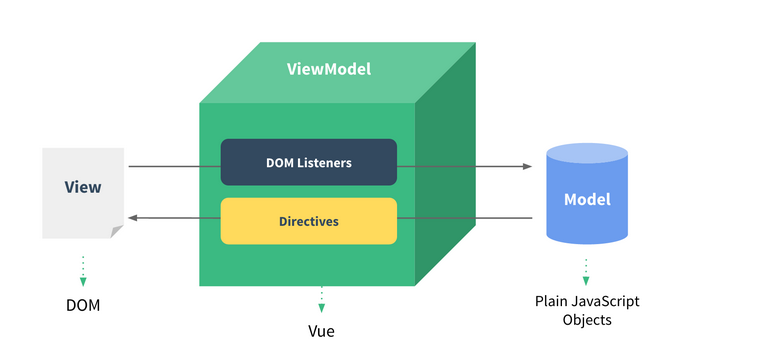 ViewModel
DOM Listeners
View
Model
Directives
DOM
Vue
Plain JavaScript
Objects